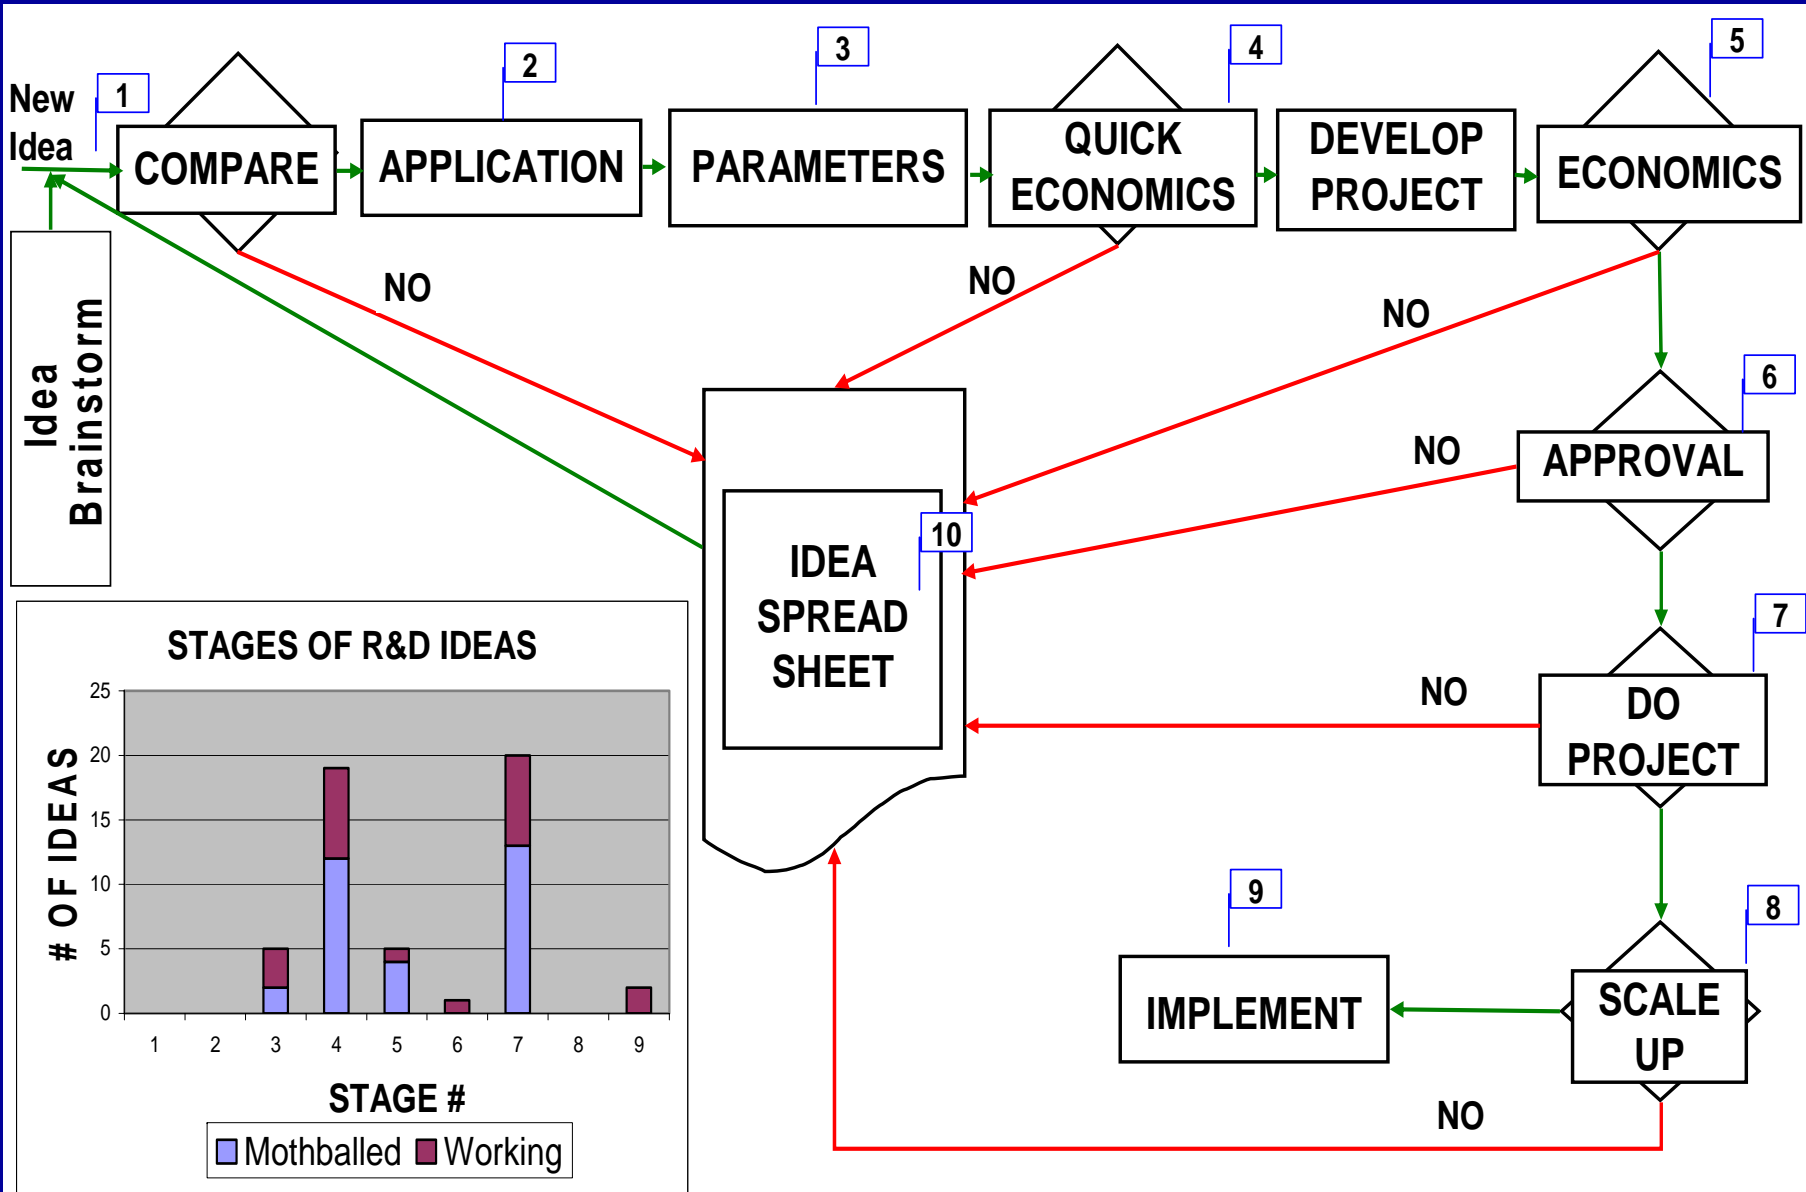 New
Idea
1
COMPARE
2
APPLICATION
3
PARAMETERS
4
QUICK
ECONOMICS
DEVELOP
PROJECT
5
ECONOMICS
NO
NO
NO
Idea
Brainstorm
6
APPROVAL
NO
10
IDEA
SPREAD
SHEET
7
DO
PROJECT
NO
8
SCALE
UP
NO
9
IMPLEMENT
STAGES OF R&D IDEAS
# OF IDEAS
25
20
15
10
5
0
1 2 3 4 5 6 7 8 9
STAGE #
Mothballed Working